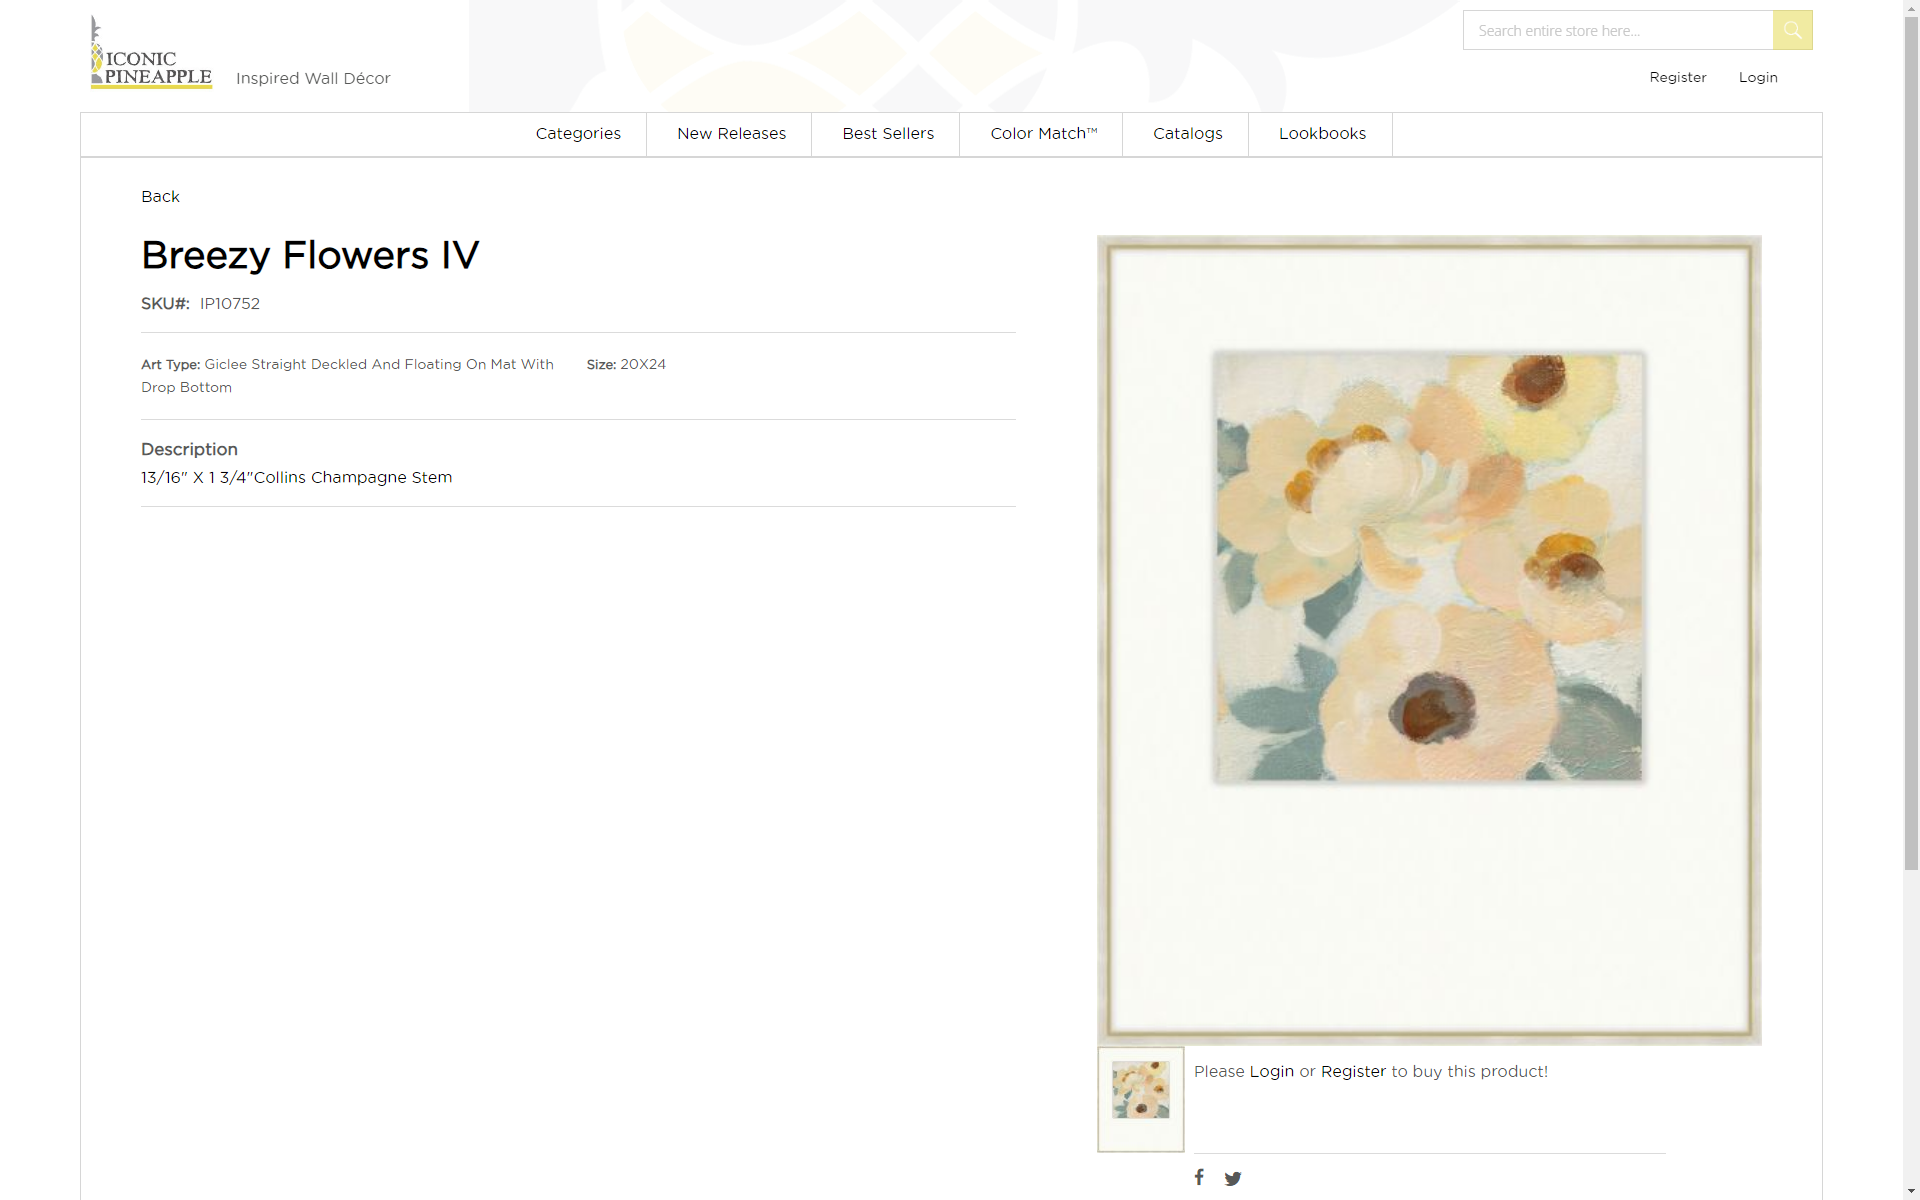 ICONIC
PINEAPPLE
Inspired Wall Décor
Search entire store here...
Register
Login
Categories
New Releases
Best Sellers
Color Match™
Catalogs
Lookbooks
Back
Breezy Flowers IV
SKU#: IP10752
Art Type: Giclee Straight Deckled And Floating On Mat With
Drop Bottom
Size: 20X24
Description
13/16" X 1 3/4"Collins Champagne Stem
Please Login or Register to buy this product!